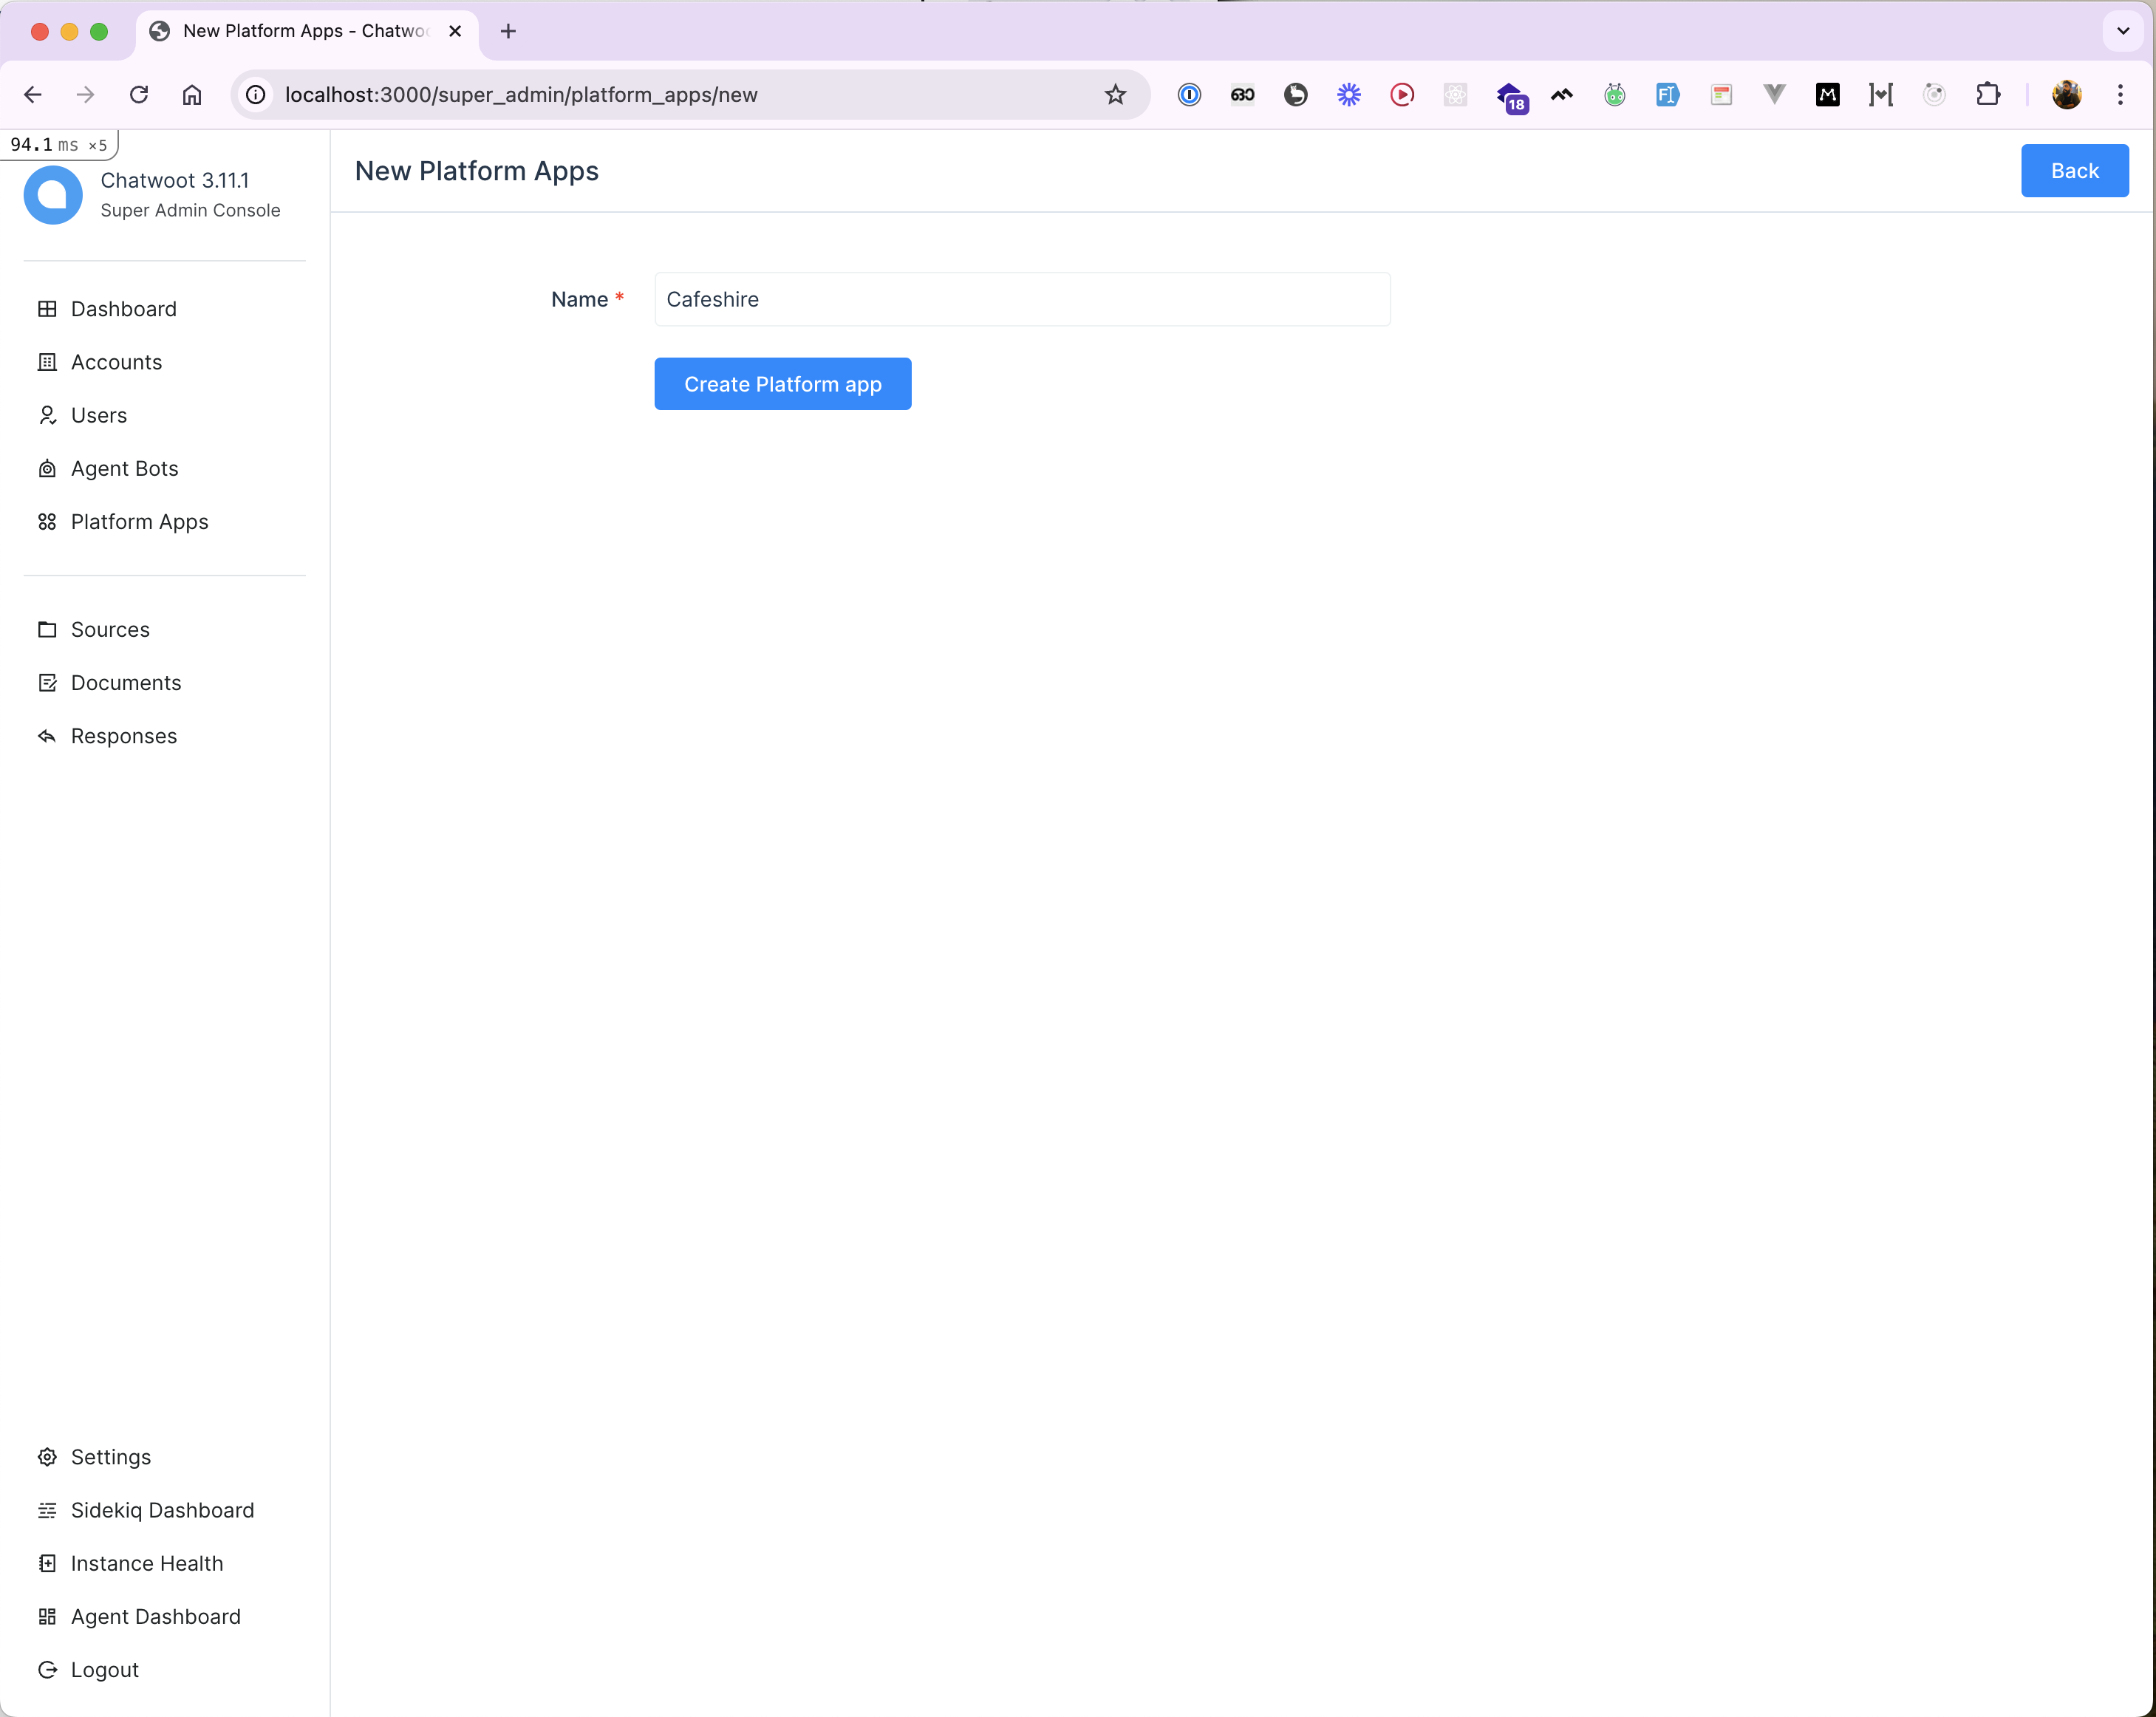 New Platform Apps - Chatwoo
localhost:3000/super_admin/platform_apps/new
18
94.1 ms ×5
Chatwoot 3.11.1
Super Admin Console
New Platform Apps
Back
Name *
Cafeshire
Create Platform app
Dashboard
Accounts
Users
Agent Bots
Platform Apps
Sources
Documents
Responses
Settings
Sidekiq Dashboard
Instance Health
Agent Dashboard
Logout